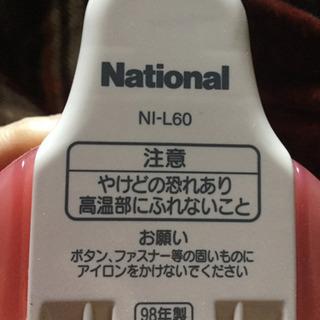 National
NI-L60
注意
やけどの恐れあり
高温部にふれないこと
お願い
ボタン、ファスナー等の固いものに
アイロンをかけないでください
98年製